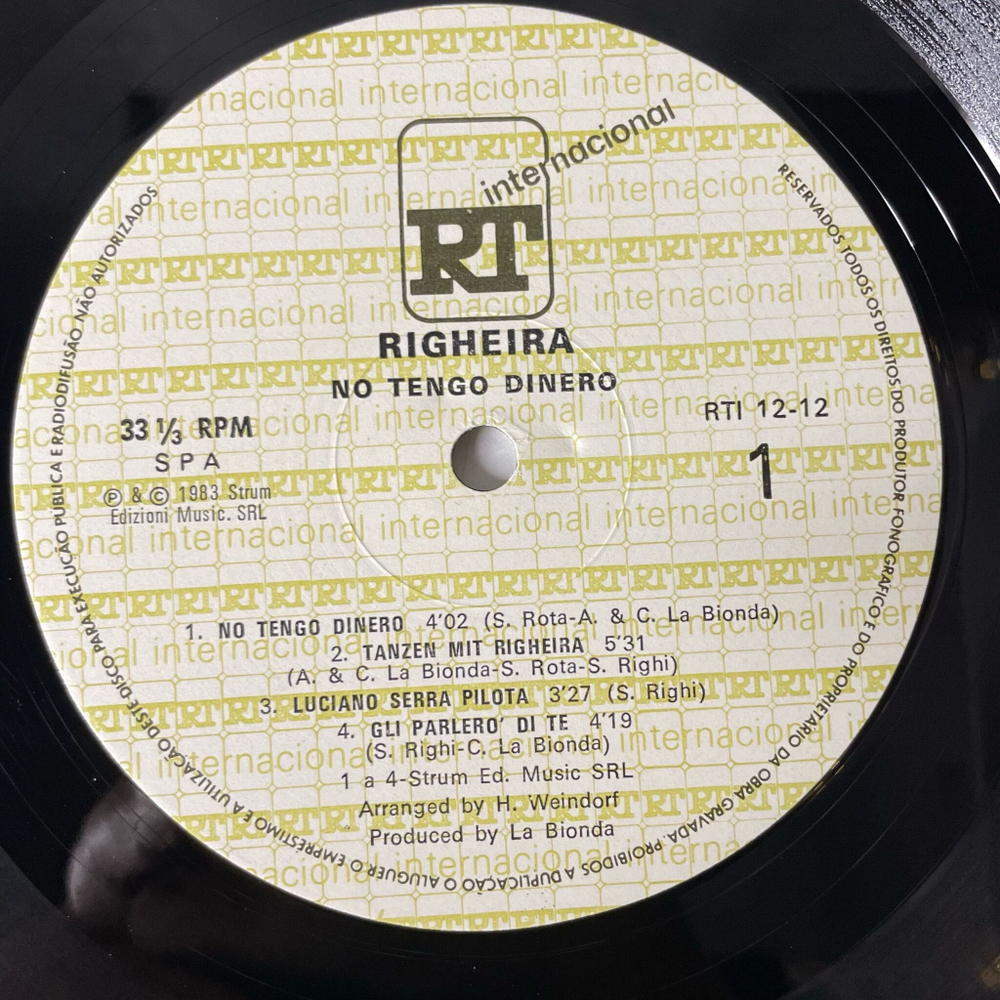 internacional
RT
RIGHEIRA
NO TENGO DINERO
33 1/3 RPM
SPA
RTI 12-12
1
Ⓟ & © 1983 Strum
Edizioni Music. SRL
1. NO TENGO DINERO 4'02 (S. Rota-A. & C. La Bionda)
2. TANZEN MIT RIGHEIRA 5'31
(A. & C. La Bionda-S. Rota-S. Righi)
3. LUCIANO SERRA PILOTA 3'27 (S. Righi)
4. GLI PARLERO' DI TE 4'19
(S. Righi-C. La Bionda)
1 a 4-Strum Ed. Music SRL
Arranged by H. Weindorf
Produced by La Bionda
RESERVADOS TODOS OS DIREITOS DO PRODUTOR FONOGRAFICO E DO PROPRIETARIO DA OBRA GRAVADA. PROIBIDOS A DUPLICAÇÃO O ALUGUER O EMPRESTIMO E A UTILIZAÇÃO DESTE DISCO PARA EXECUÇÃO PUBLICA E RADIODIFUSÃO NÃO AUTORIZADOS